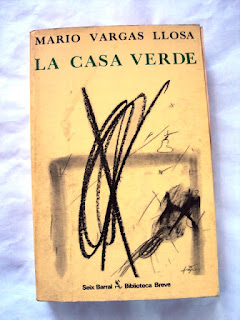 MARIO VARGAS LLOSA
LA CASA VERDE
Seix Barral Biblioteca Breve